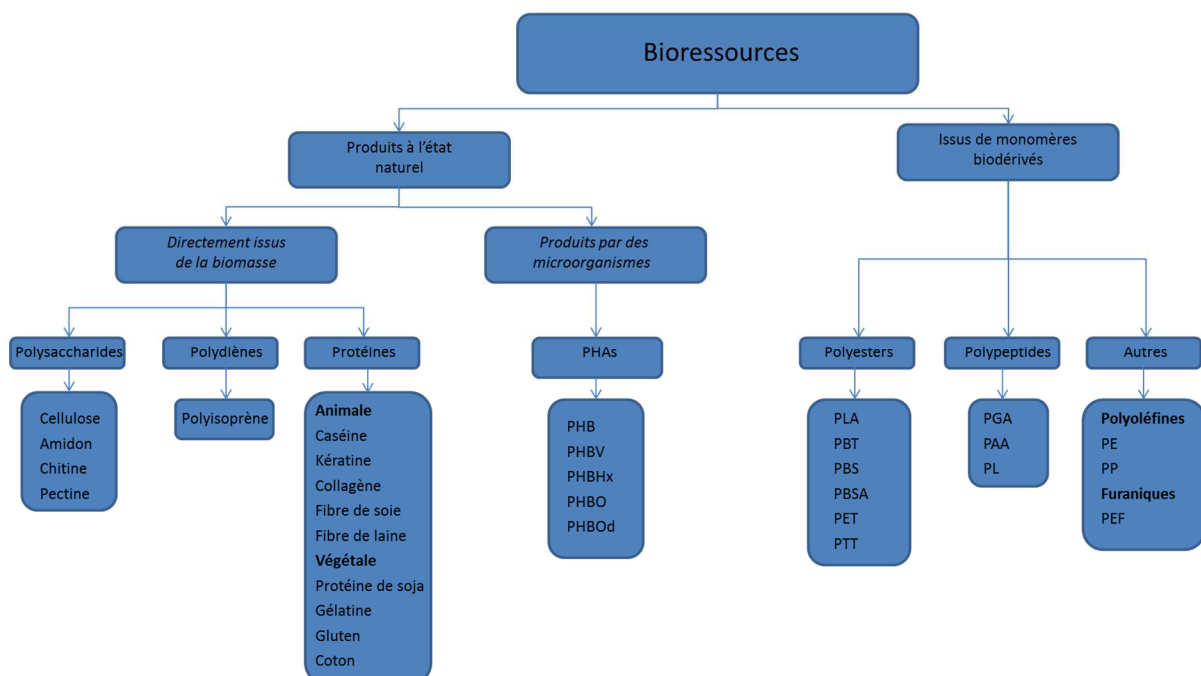 Bioressources
Produits à l'état
naturel
Issus de monomères
biodérivés
Directement issus
de la biomasse
Produits par des
microorganismes
Polysaccharides
Polydiènes
Protéines
PHAs
Polyesters
Polypeptides
Autres
Cellulose
Amidon
Chitine
Pectine
Polyisoprène
Animale
Caséine
Kératine
Collagène
Fibre de soie
Fibre de laine
Végétale
Protéine de soja
Gélatine
Gluten
Coton
PHB
PHBV
PHBHx
PHBO
PHBOd
PLA
PBT
PBS
PBSA
PET
PTT
PGA
PAA
PL
Polyoléfines
PE
PP
Furaniques
PEF